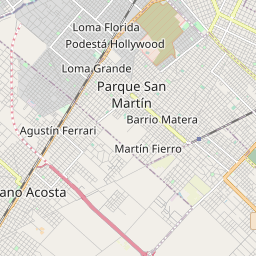 Loma Florida
Podestá Hollywood
Loma Grande
Parque San
Martín
Barrio Matera
Agustín Ferrari
Martín Fierro
ano Acosta